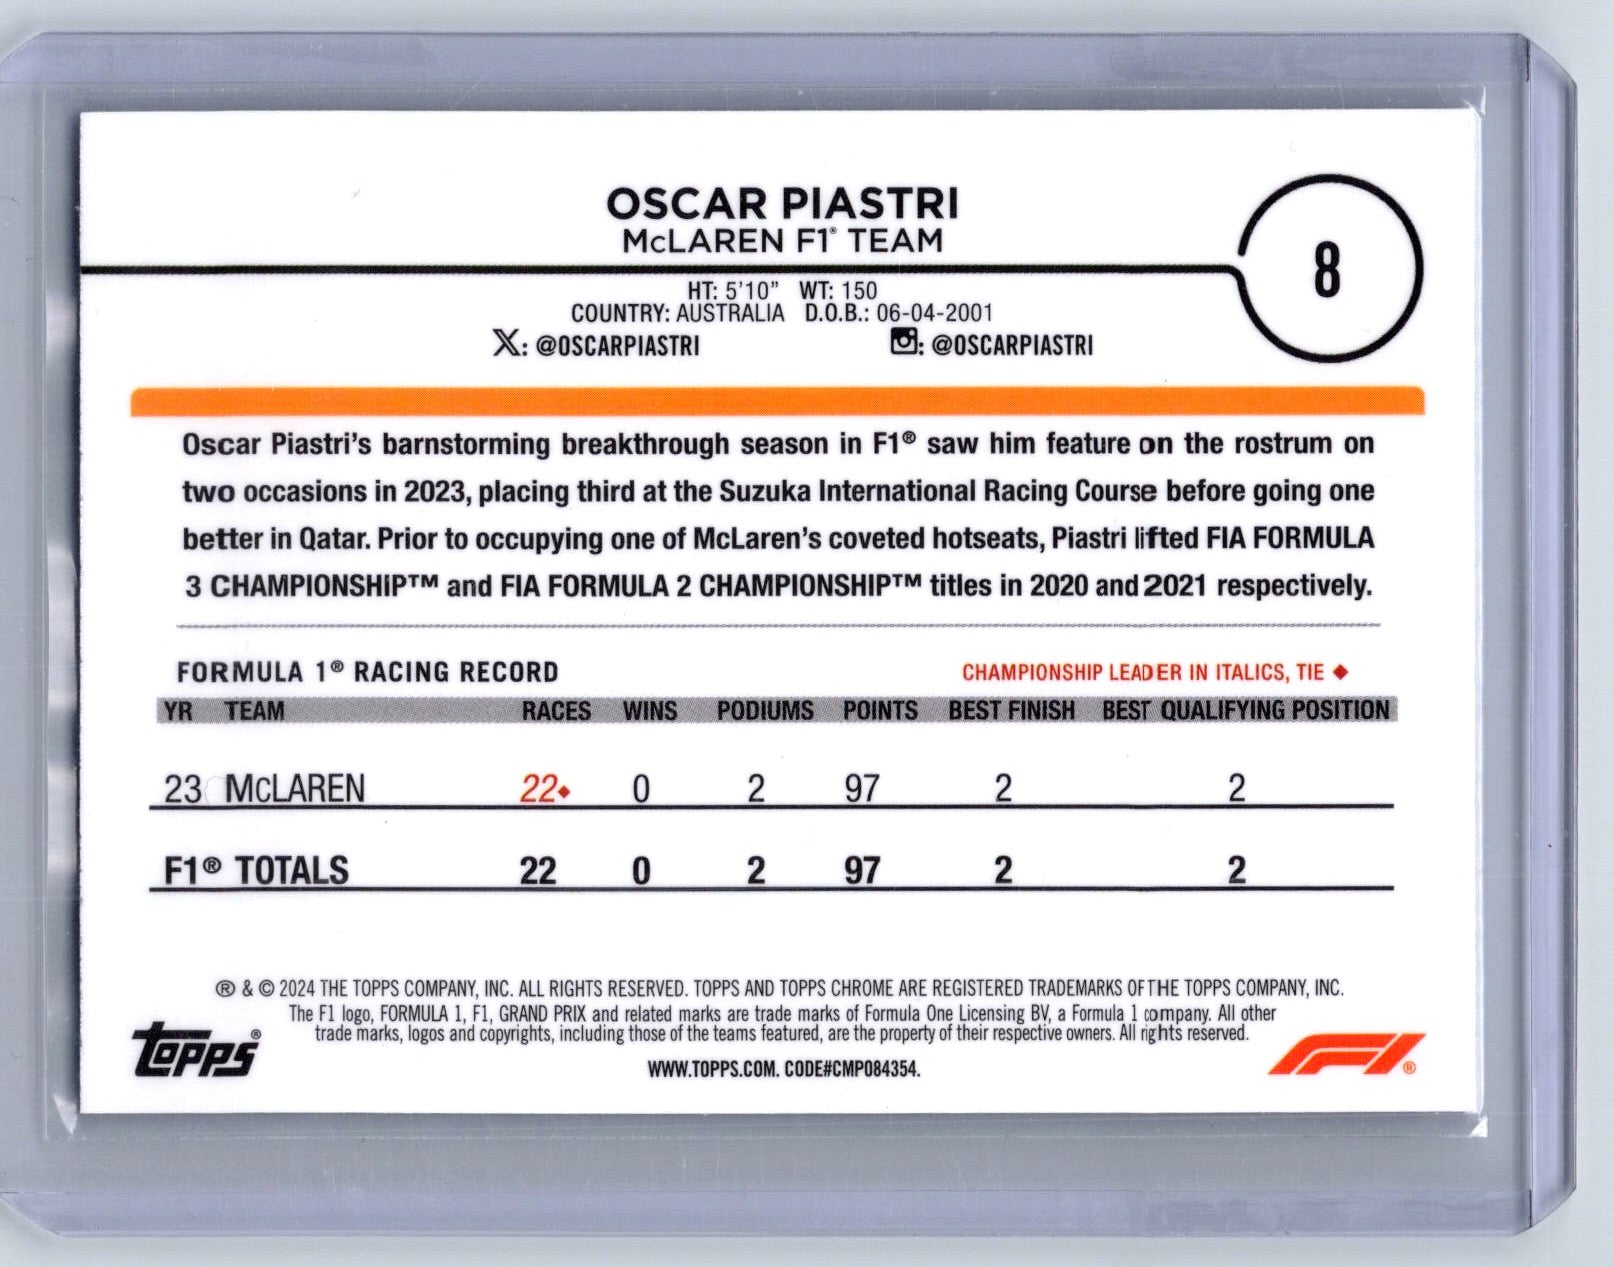 OSCAR PIASTRI
McLAREN F1® TEAM
8
HT: 5'10" WT: 150
COUNTRY: AUSTRALIA D.O.B.: 06-04-2001
X: @OSCARPIASTRI : @OSCARPIASTRI
Oscar Piastri's barnstorming breakthrough season in F1® saw him feature on the rostrum on
two occasions in 2023, placing third at the Suzuka International Racing Course before going one
better in Qatar. Prior to occupying one of McLaren's coveted hotseats, Piastri lifted FIA FORMULA
3 CHAMPIONSHIP™ and FIA FORMULA 2 CHAMPIONSHIP™ titles in 2020 and 2021 respectively.
FORMULA 1® RACING RECORD CHAMPIONSHIP LEADER IN ITALICS, TIE ♦
YR TEAM RACES WINS PODIUMS POINTS BEST FINISH BEST QUALIFYING POSITION
23 McLAREN 22♦ 0 2 97 2 2
F1® TOTALS 22 0 2 97 2 2
® & © 2024 THE TOPPS COMPANY, INC. ALL RIGHTS RESERVED. TOPPS AND TOPPS CHROME ARE REGISTERED TRADEMARKS OF THE TOPPS COMPANY, INC.
The F1 logo, FORMULA 1, F1, GRAND PRIX and related marks are trade marks of Formula One Licensing BV, a Formula 1 company. All other
trade marks, logos and copyrights, including those of the teams featured, are the property of their respective owners. All rights reserved.
WWW.TOPPS.COM. CODE#CMP084354.
topps®
F1®